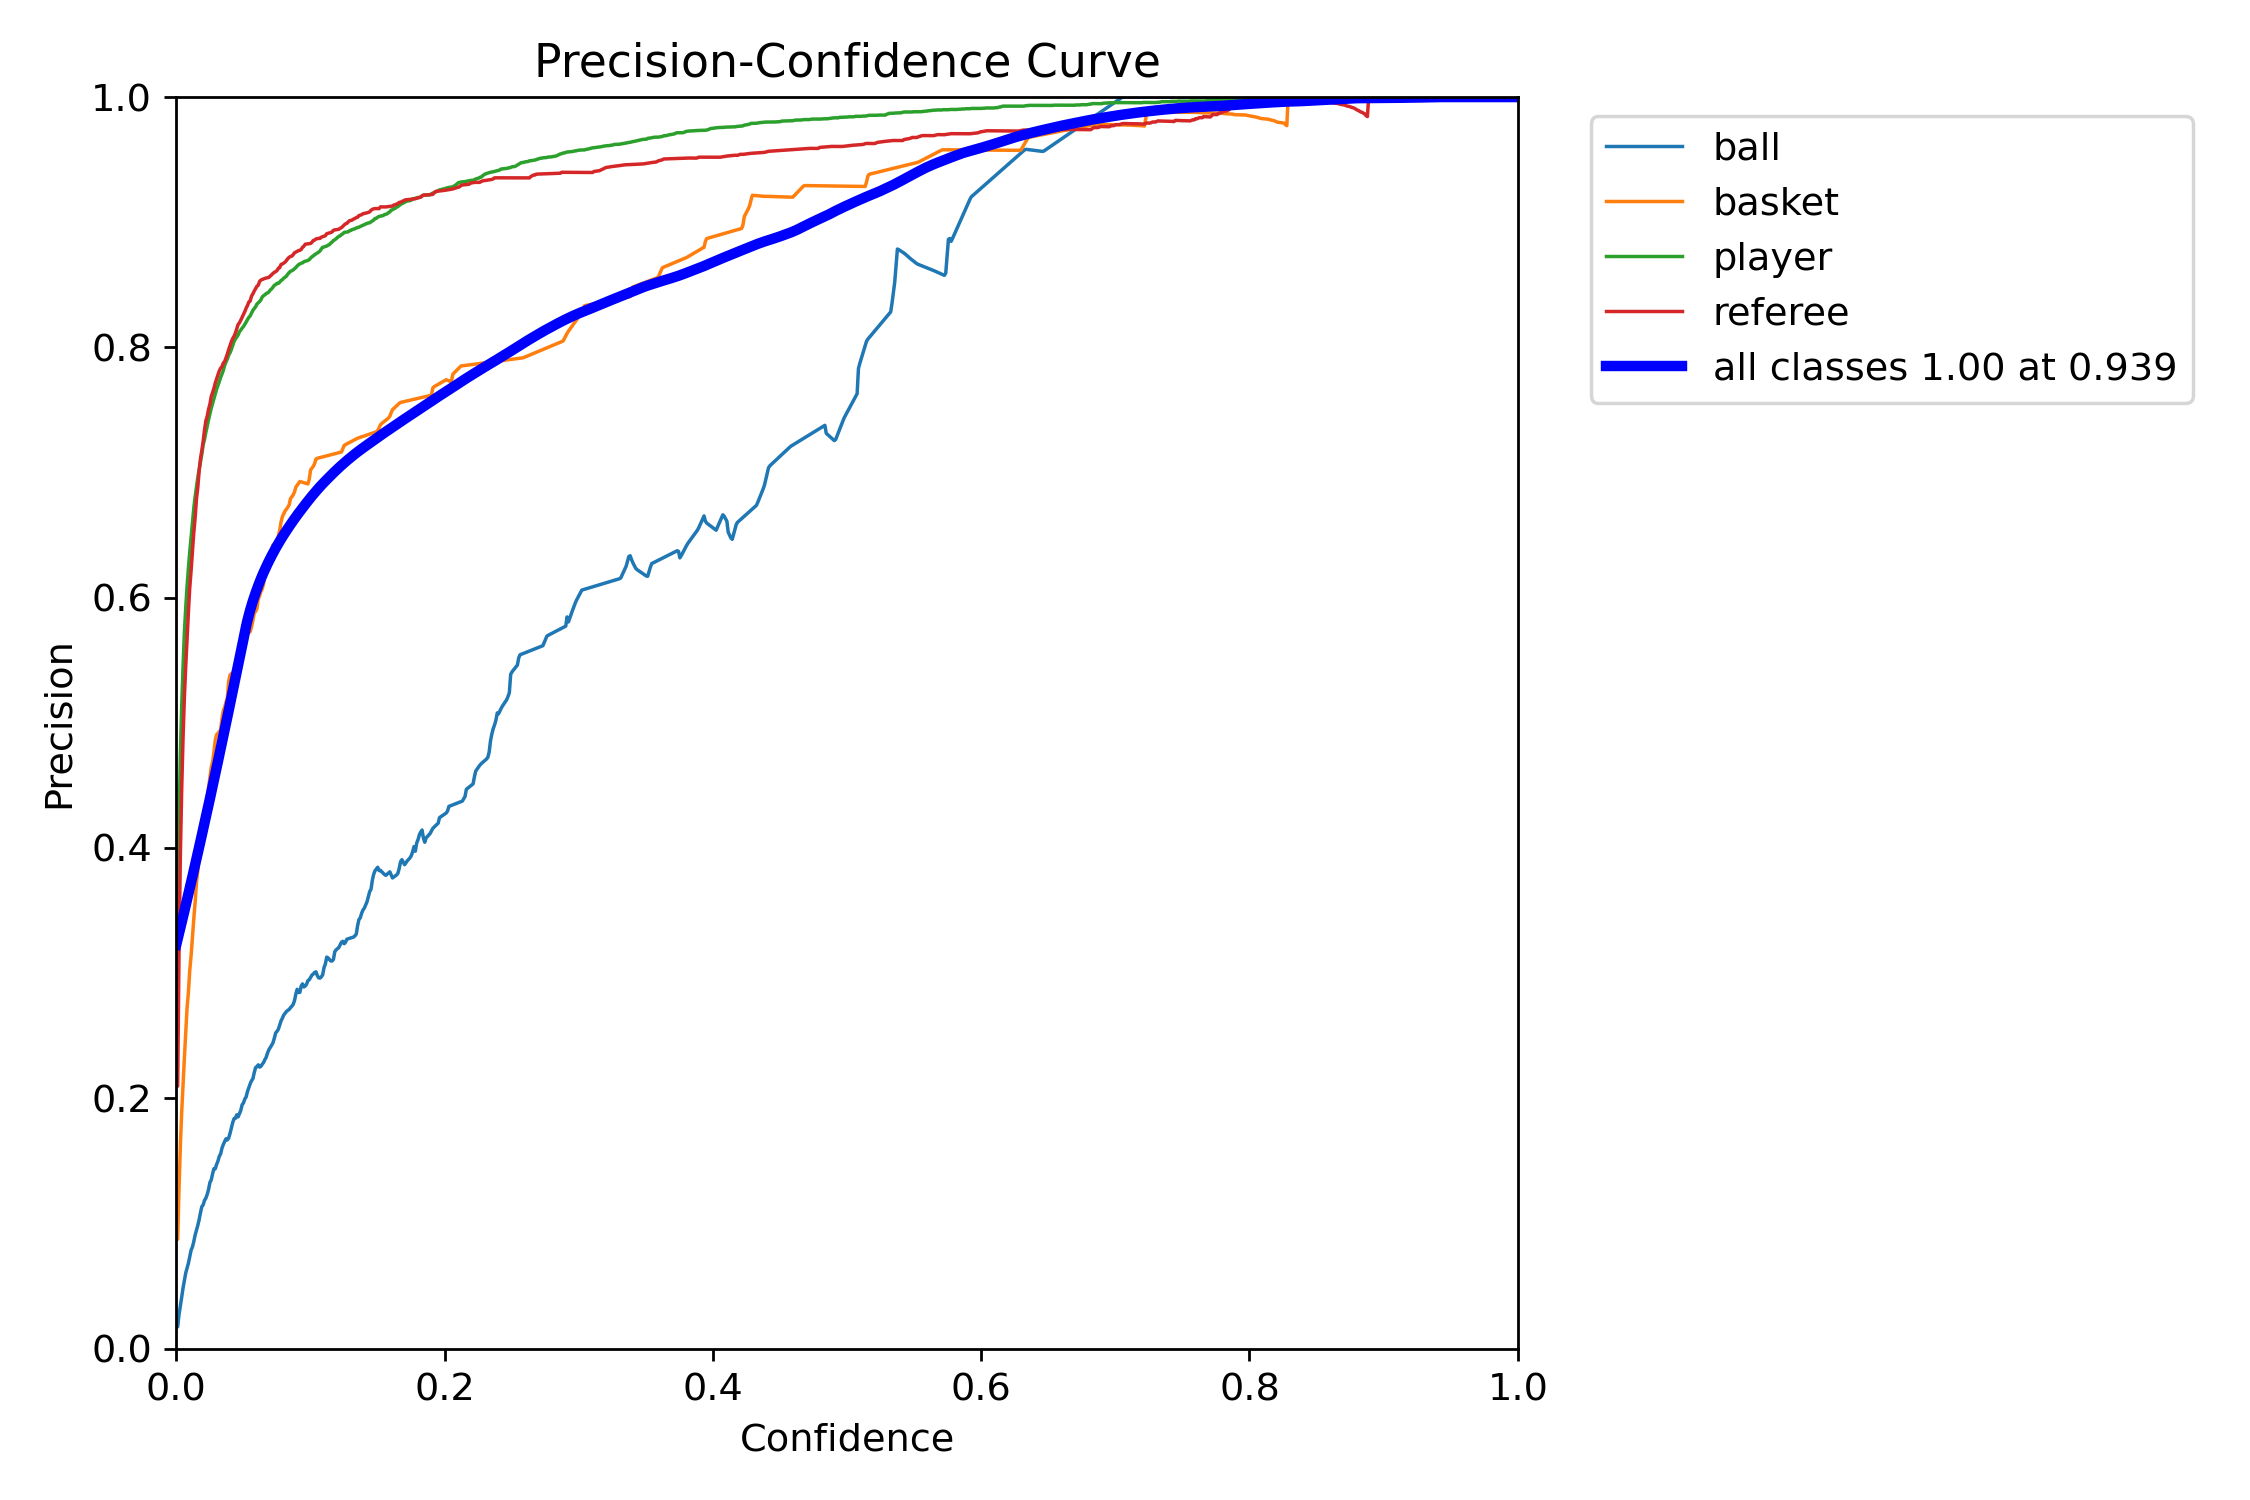 Precision-Confidence Curve
1.0
0.8
0.6
0.4
0.2
0.0
Precision
0.0 0.2 0.4 0.6 0.8 1.0
Confidence
ball
basket
player
referee
all classes 1.00 at 0.939